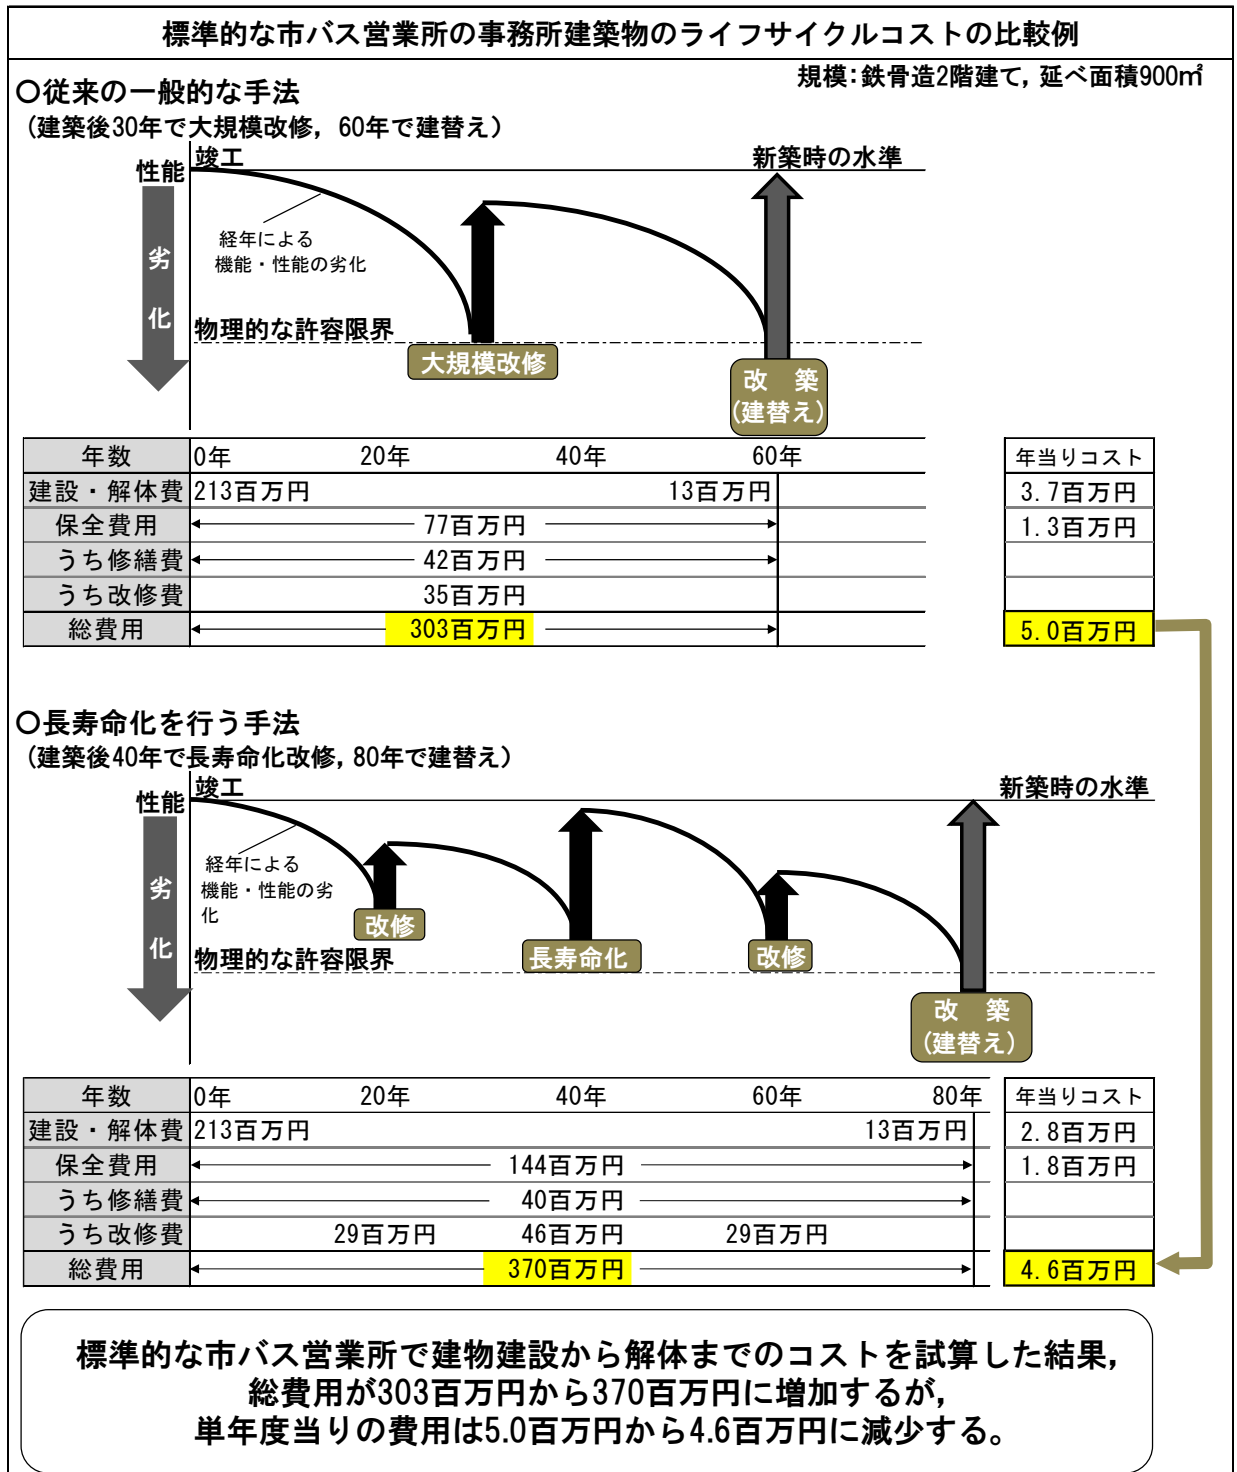 標準的な市バス営業所の事務所建築物のライフサイクルコストの比較例
規模：鉄骨造2階建て，延べ面積900㎡
○従来の一般的な手法
（建築後30年で大規模改修，60年で建替え）
性能
竣工
新築時の水準
劣化
経年による
機能・性能の劣化
物理的な許容限界
大規模改修
改　築
(建替え)
年数 0年 20年 40年 60年 年当りコスト
建設・解体費 213百万円 13百万円 3.7百万円
保全費用 77百万円 1.3百万円
うち修繕費 42百万円
うち改修費 35百万円
総費用 303百万円 5.0百万円
○長寿命化を行う手法
（建築後40年で長寿命化改修，80年で建替え）
性能
竣工
新築時の水準
劣化
経年による
機能・性能の劣
化
物理的な許容限界
改修
長寿命化
改修
改　築
(建替え)
年数 0年 20年 40年 60年 80年 年当りコスト
建設・解体費 213百万円 13百万円 2.8百万円
保全費用 144百万円 1.8百万円
うち修繕費 40百万円
うち改修費 29百万円 46百万円 29百万円
総費用 370百万円 4.6百万円
標準的な市バス営業所で建物建設から解体までのコストを試算した結果，
総費用が303百万円から370百万円に増加するが，
単年度当りの費用は5.0百万円から4.6百万円に減少する。